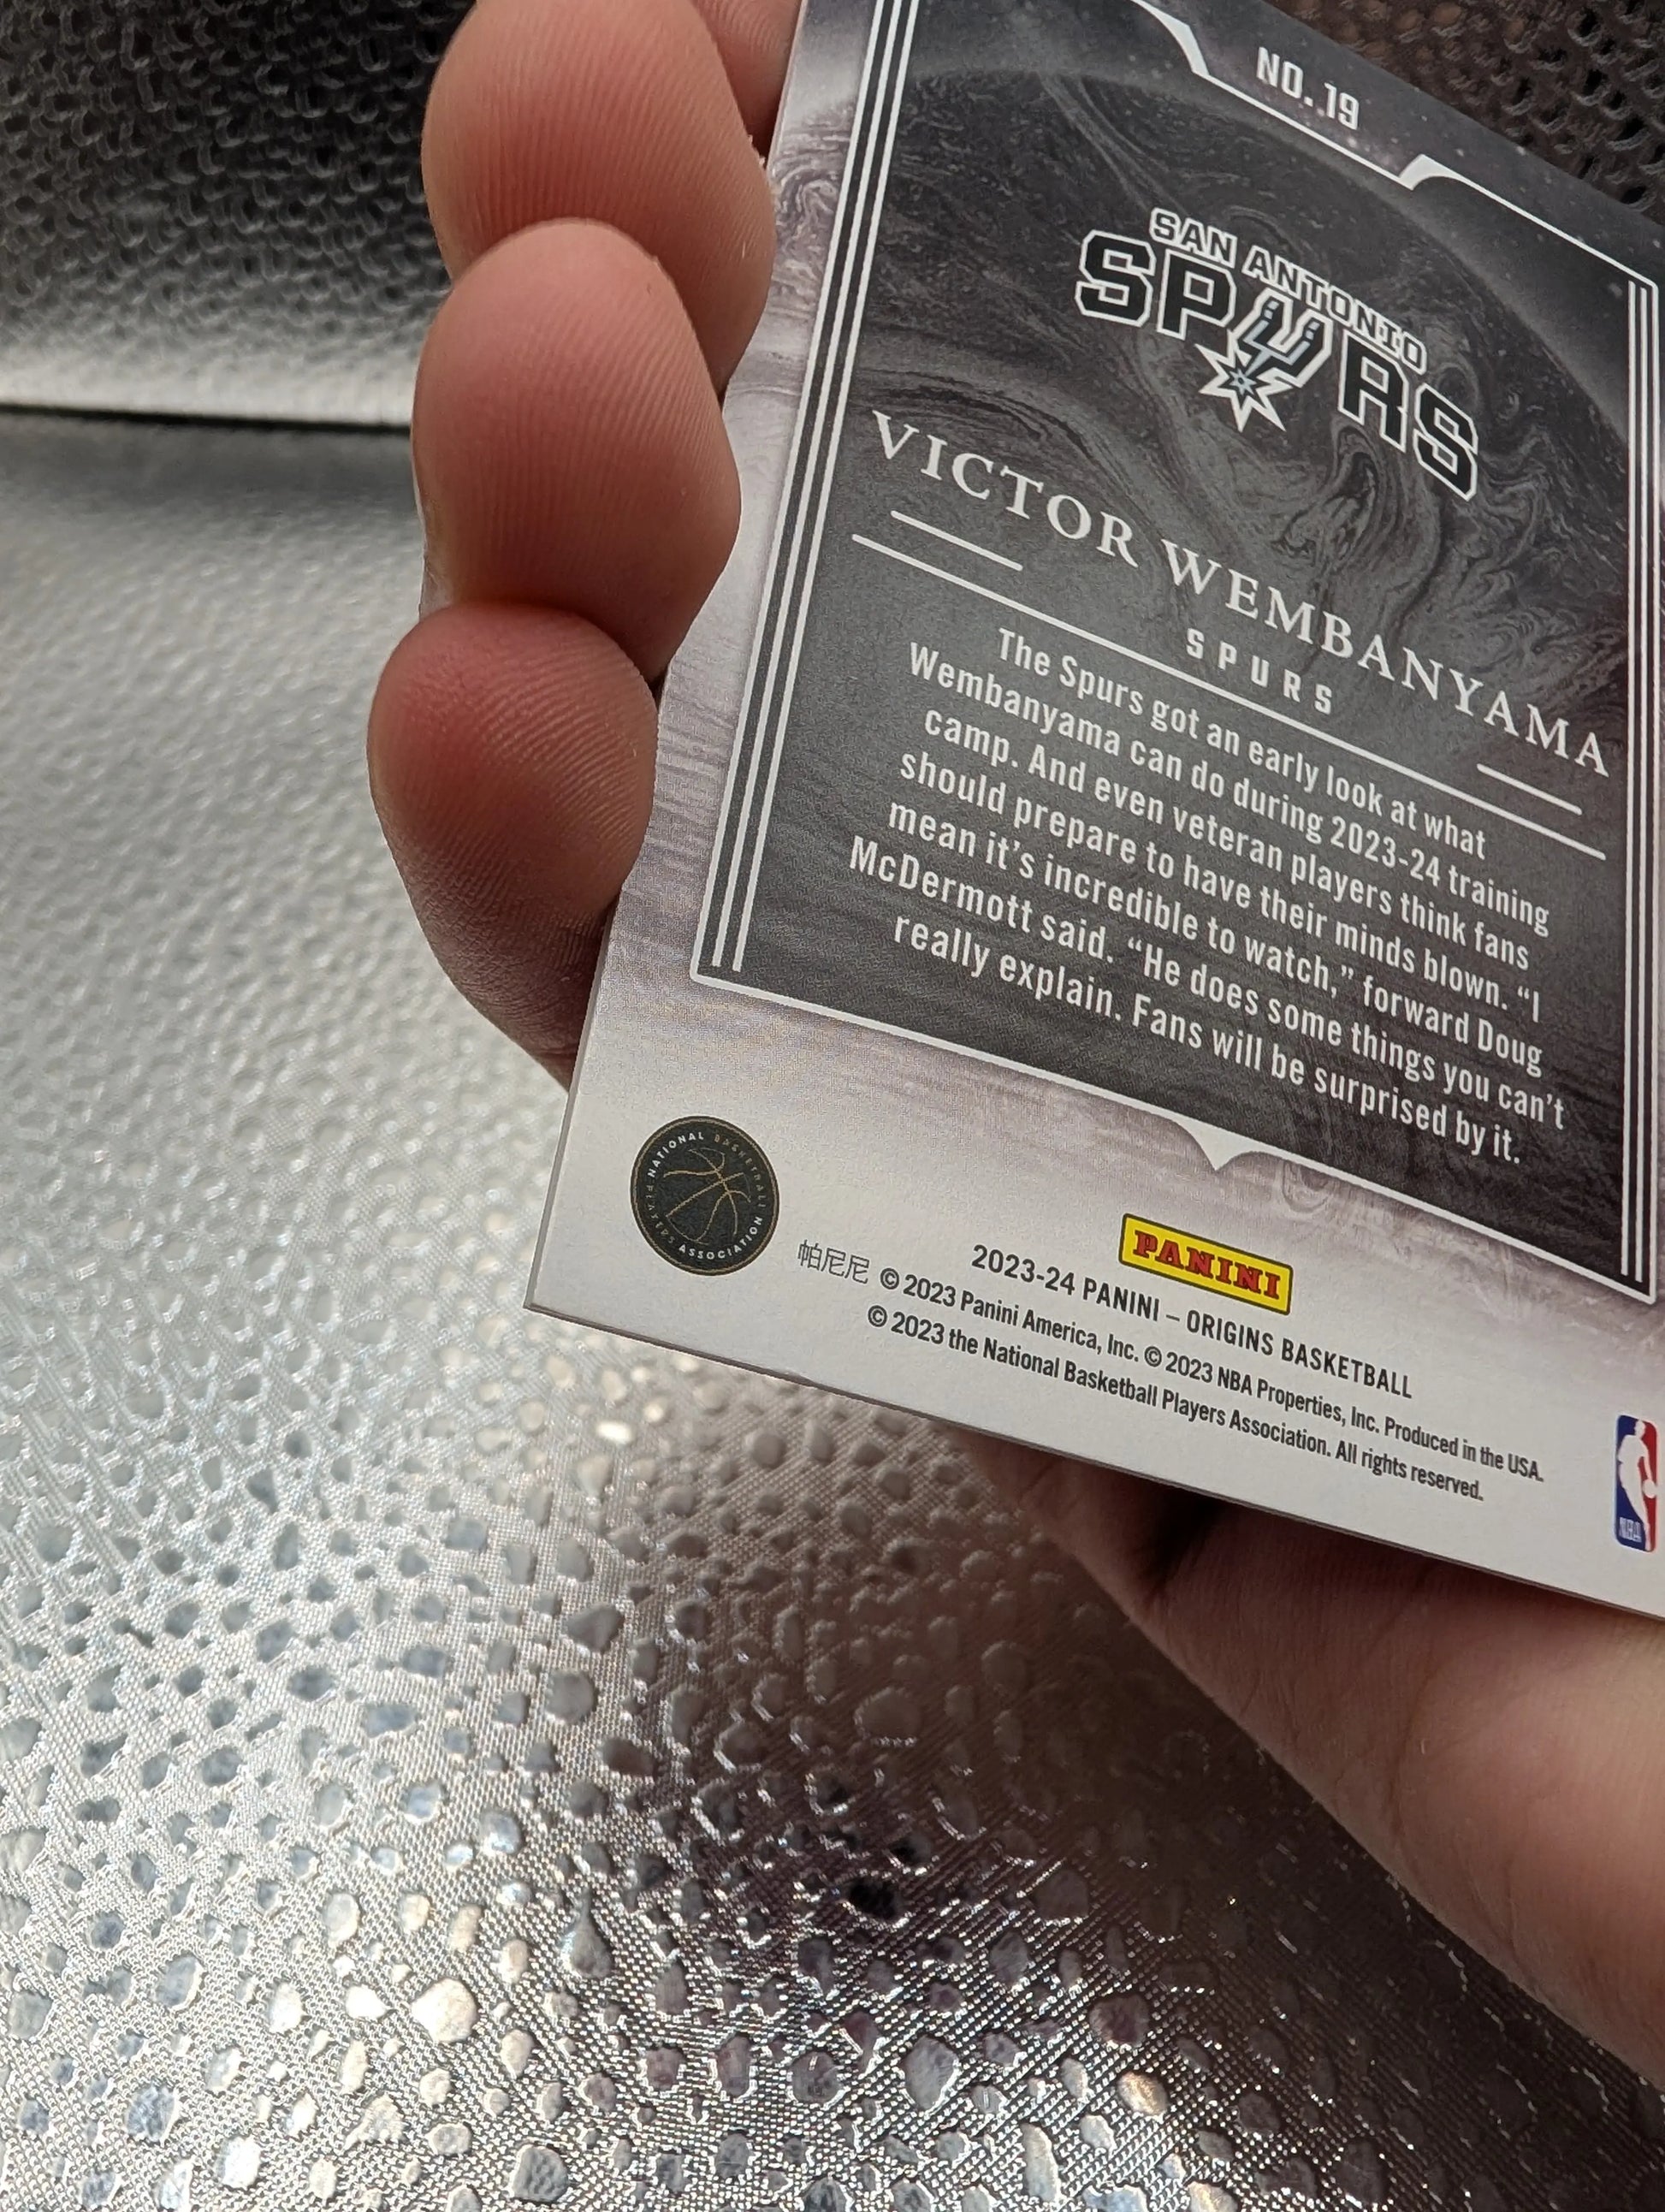 NO. 19
SAN ANTONIO
SPURS
VICTOR WEMBANYAMA
SPURS
The Spurs got an early look at what
Wembanyama can do during 2023-24 training
camp. And even veteran players think fans
should prepare to have their minds blown. “I
mean it’s incredible to watch,” forward Doug
McDermott said. “He does some things you can’t
really explain. Fans will be surprised by it.
NATIONAL BASKETBALL PLAYERS ASSOCIATION
PANINI
2023-24 PANINI – ORIGINS BASKETBALL
帕尼尼 © 2023 Panini America, Inc. © 2023 NBA Properties, Inc. Produced in the USA.
© 2023 the National Basketball Players Association. All rights reserved.
NBA